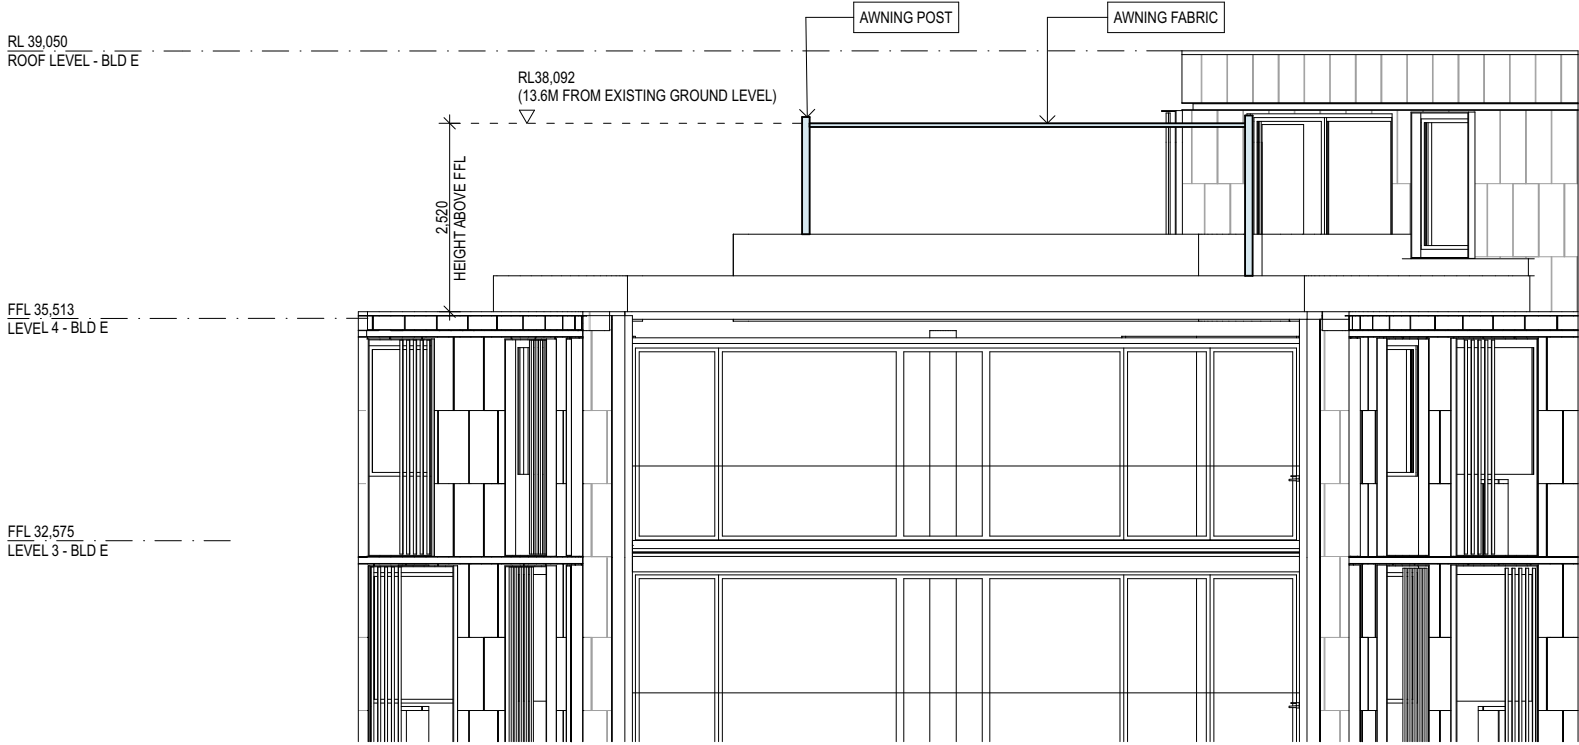 AWNING POST
AWNING FABRIC
RL 39,050
ROOF LEVEL - BLD E
RL38,092
(13.6M FROM EXISTING GROUND LEVEL)
2,520
HEIGHT ABOVE FFL
FFL 35,513
LEVEL 4 - BLD E
FFL 32,575
LEVEL 3 - BLD E